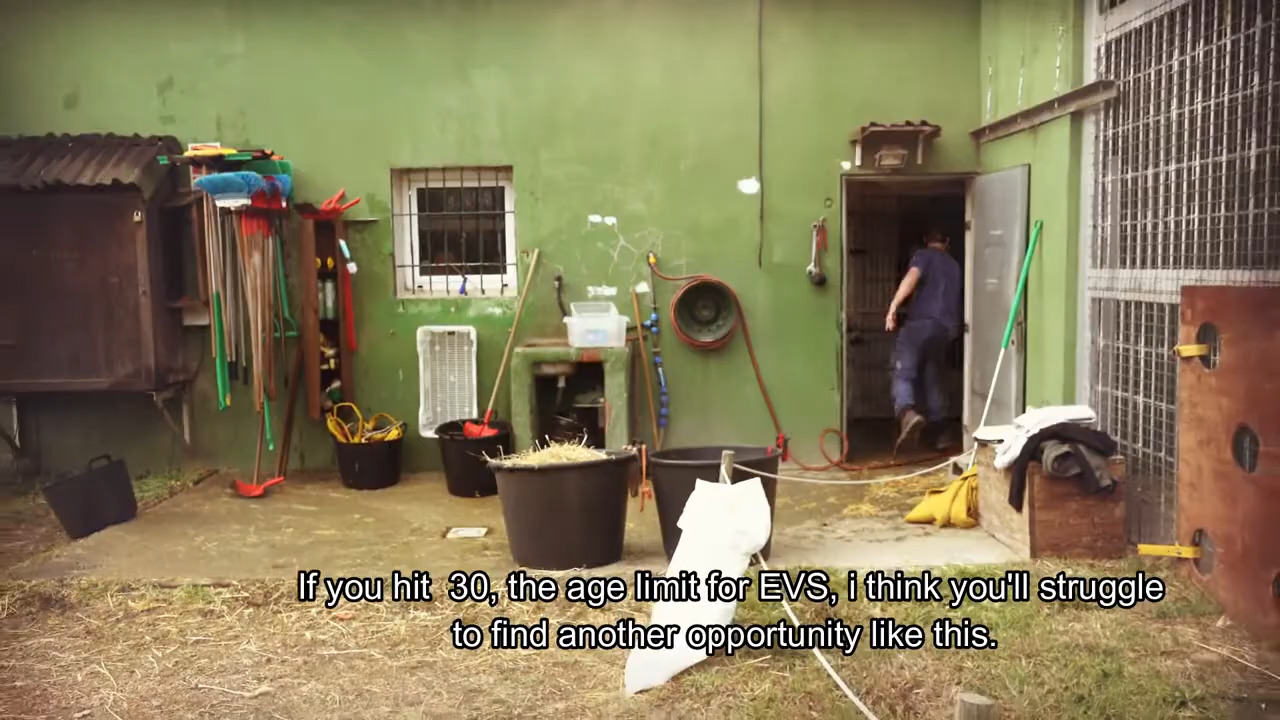 If you hit  30, the age limit for EVS, i think you'll struggle
to find another opportunity like this.